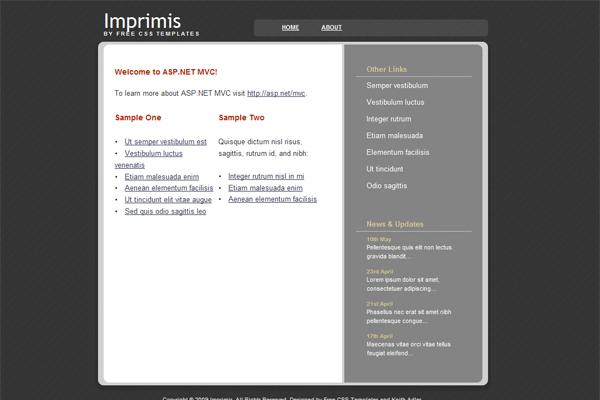 Imprimis
BY FREE CSS TEMPLATES
HOME ABOUT
Welcome to ASP.NET MVC!
To learn more about ASP.NET MVC visit http://asp.net/mvc.
Sample One
• Ut semper vestibulum est
• Vestibulum luctus
venenatis
• Etiam malesuada enim
• Aenean elementum facilisis
• Ut tincidunt elit vitae augue
• Sed quis odio sagittis leo
Sample Two
Quisque dictum nisl risus,
sagittis, rutrum id, and nibh:
• Integer rutrum nisl in mi
• Etiam malesuada enim
• Aenean elementum facilisis
Other Links
Semper vestibulum
Vestibulum luctus
Integer rutrum
Etiam malesuada
Elementum facilisis
Ut tincidunt
Odio sagittis
News & Updates
10th May
Pellentesque quis elit non lectus
gravida blandit...
23rd April
Lorem ipsum dolor sit amet,
consectetuer adipiscing...
21st April
Phasellus nec erat sit amet nibh
pellentesque congue...
17th April
Maecenas vitae orci vitae tellus
feugiat eleifend...
Copyright © 2009 Imprimis. All Rights Reserved. Designed by Free CSS Templates and Keith Adler